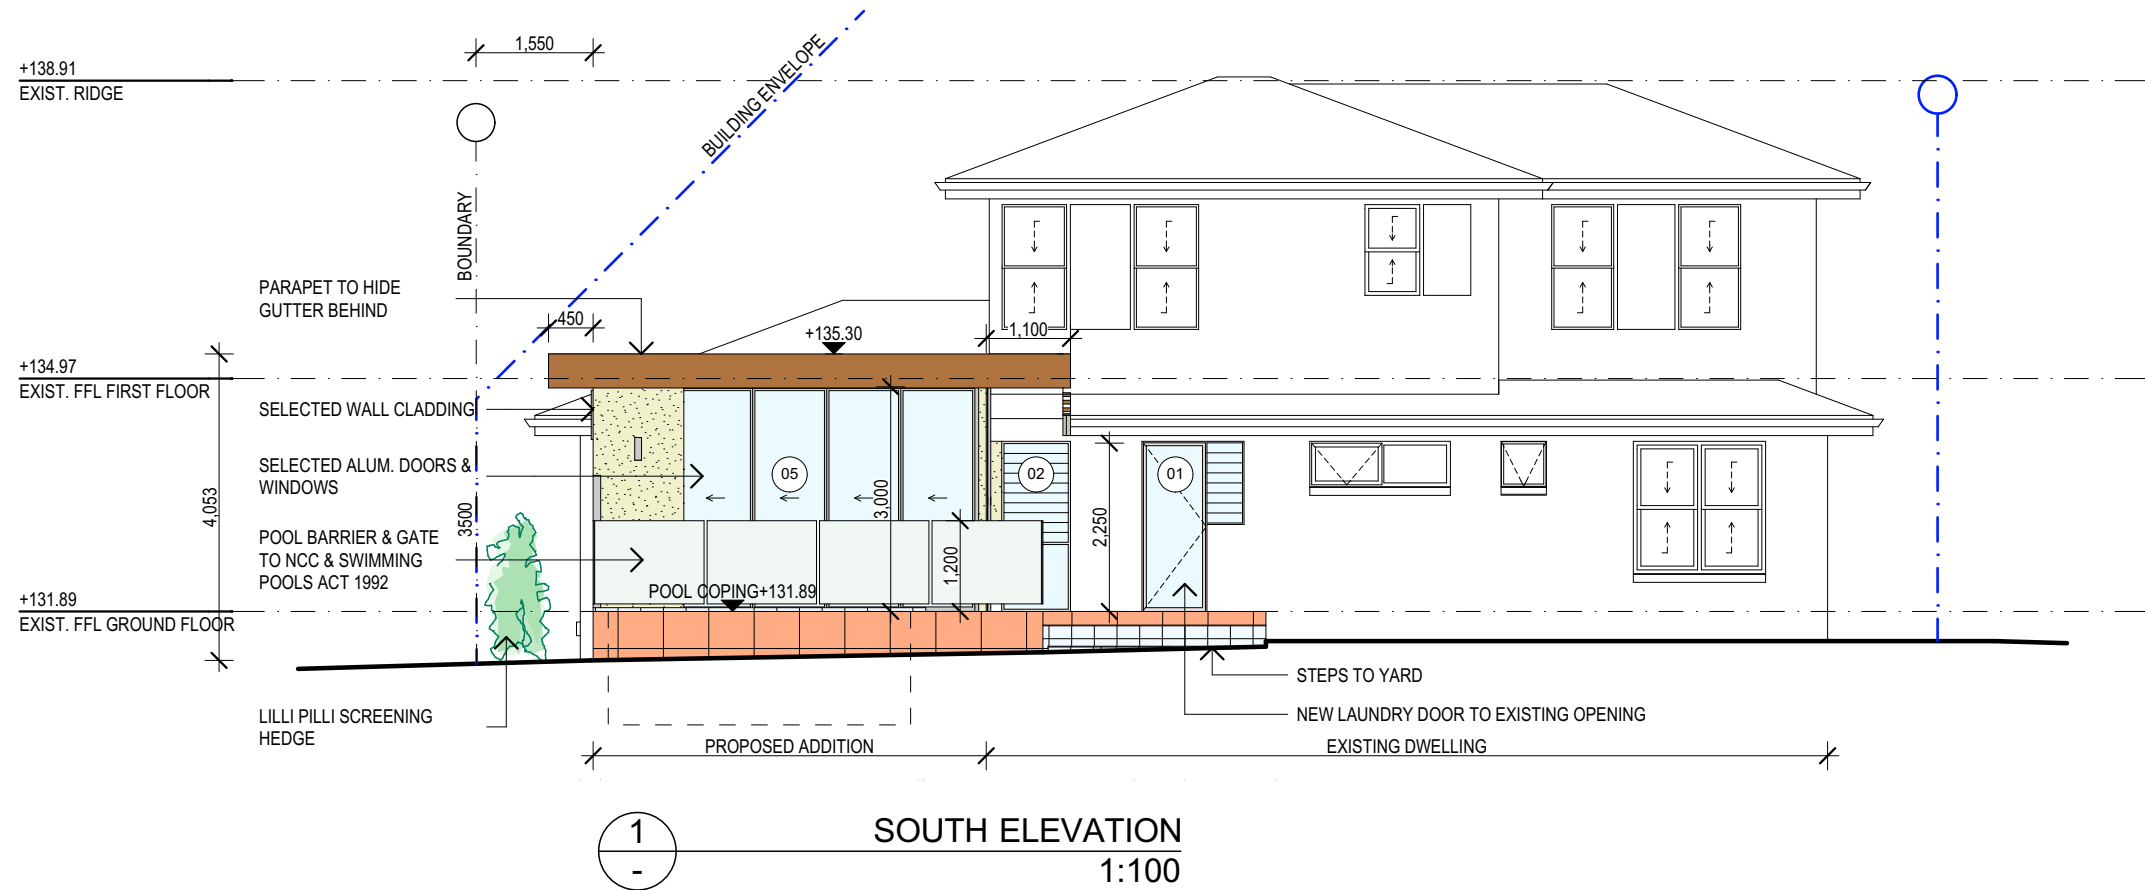 1,550
+138.91
EXIST. RIDGE
BUILDING ENVELOPE
BOUNDARY
PARAPET TO HIDE
GUTTER BEHIND
450
+135.30
1,100
+134.97
EXIST. FFL FIRST FLOOR
SELECTED WALL CLADDING
SELECTED ALUM. DOORS &
WINDOWS
05
02
01
4,053
3500
3,000
2,250
POOL BARRIER & GATE
TO NCC & SWIMMING
POOLS ACT 1992
1,200
POOL COPING+131.89
+131.89
EXIST. FFL GROUND FLOOR
STEPS TO YARD
LILLI PILLI SCREENING
HEDGE
NEW LAUNDRY DOOR TO EXISTING OPENING
PROPOSED ADDITION
EXISTING DWELLING
1
-
SOUTH ELEVATION
1:100